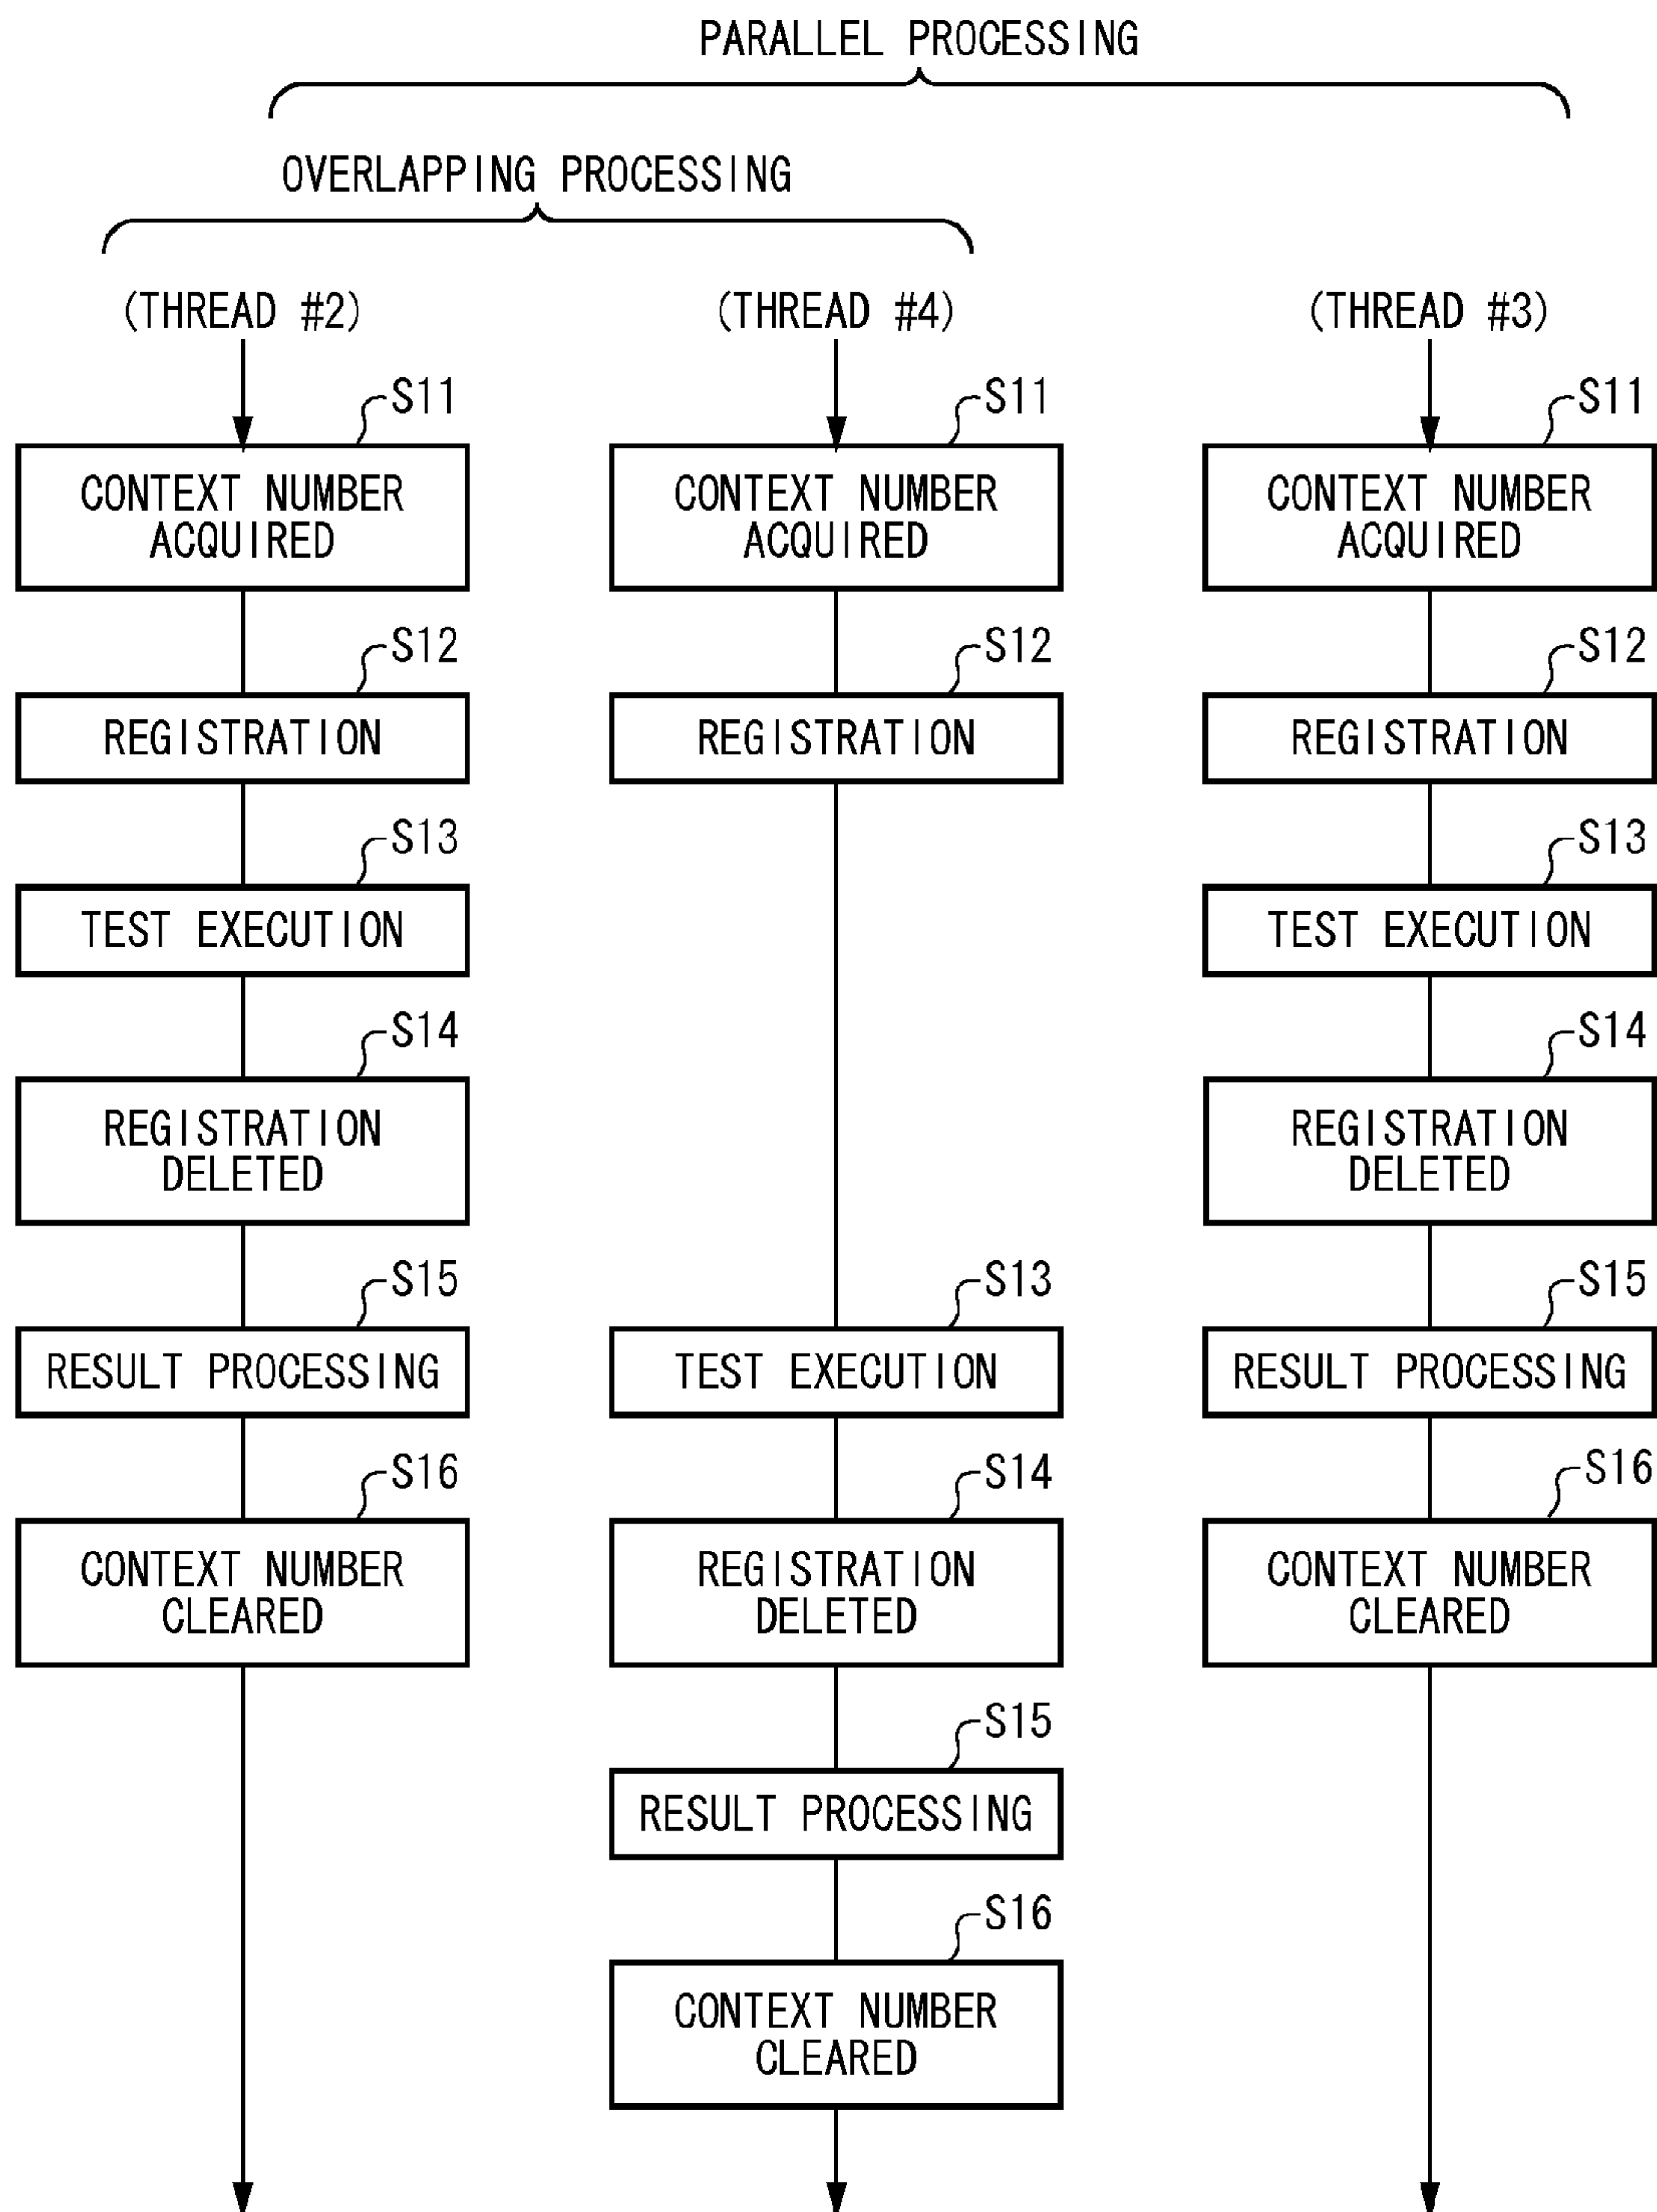 PARALLEL PROCESSING
OVERLAPPING PROCESSING
(THREAD #2)
(THREAD #4)
(THREAD #3)
S11
S11
S11
CONTEXT NUMBER
ACQUIRED
CONTEXT NUMBER
ACQUIRED
CONTEXT NUMBER
ACQUIRED
S12
S12
S12
REGISTRATION
REGISTRATION
REGISTRATION
S13
S13
TEST EXECUTION
TEST EXECUTION
S14
S14
REGISTRATION
DELETED
REGISTRATION
DELETED
S15
S13
S15
RESULT PROCESSING
TEST EXECUTION
RESULT PROCESSING
S16
S14
S16
CONTEXT NUMBER
CLEARED
REGISTRATION
DELETED
CONTEXT NUMBER
CLEARED
S15
RESULT PROCESSING
S16
CONTEXT NUMBER
CLEARED